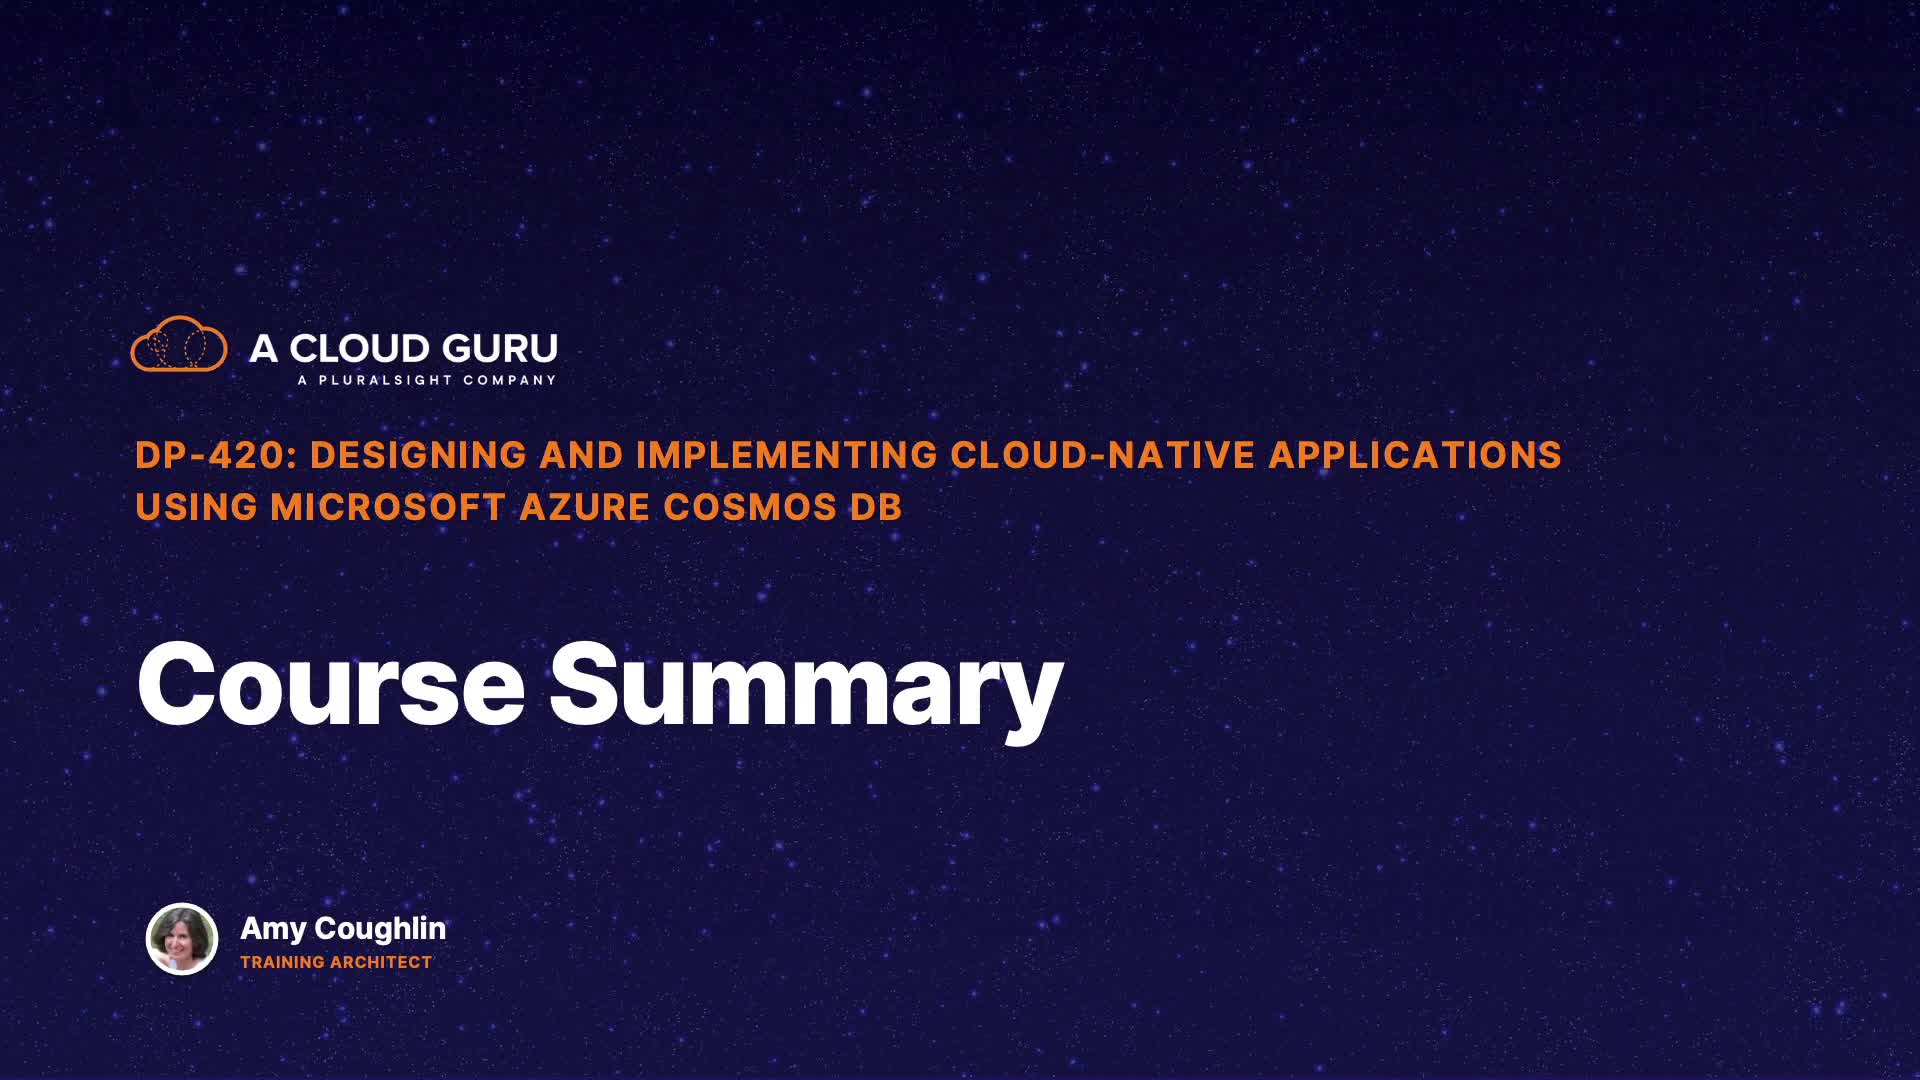 A CLOUD GURU
A PLURALSIGHT COMPANY
DP-420: DESIGNING AND IMPLEMENTING CLOUD-NATIVE APPLICATIONS
USING MICROSOFT AZURE COSMOS DB
Course Summary
Amy Coughlin
TRAINING ARCHITECT